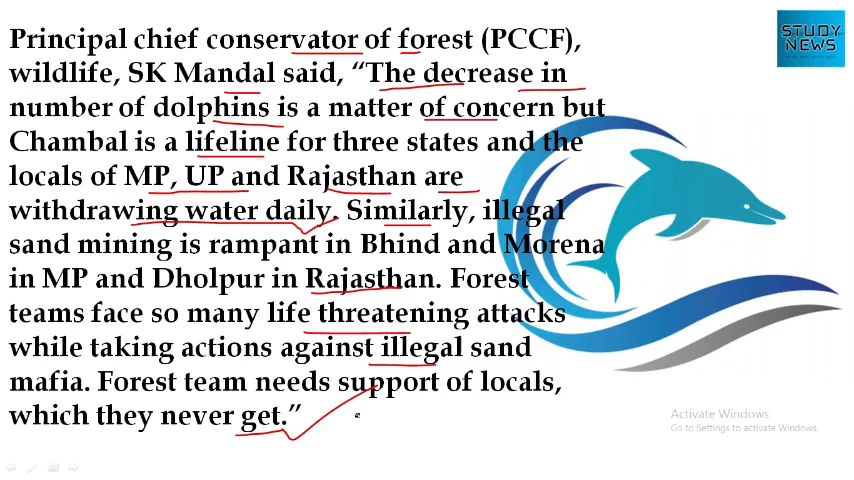 Principal chief conservator of forest (PCCF),
wildlife, SK Mandal said, “The decrease in
number of dolphins is a matter of concern but
Chambal is a lifeline for three states and the
locals of MP, UP and Rajasthan are
withdrawing water daily. Similarly, illegal
sand mining is rampant in Bhind and Morena
in MP and Dholpur in Rajasthan. Forest
teams face so many life threatening attacks
while taking actions against illegal sand
mafia. Forest team needs support of locals,
which they never get.”
STUDY
NEWS
Activate Windows
Go to Settings to activate Windows.